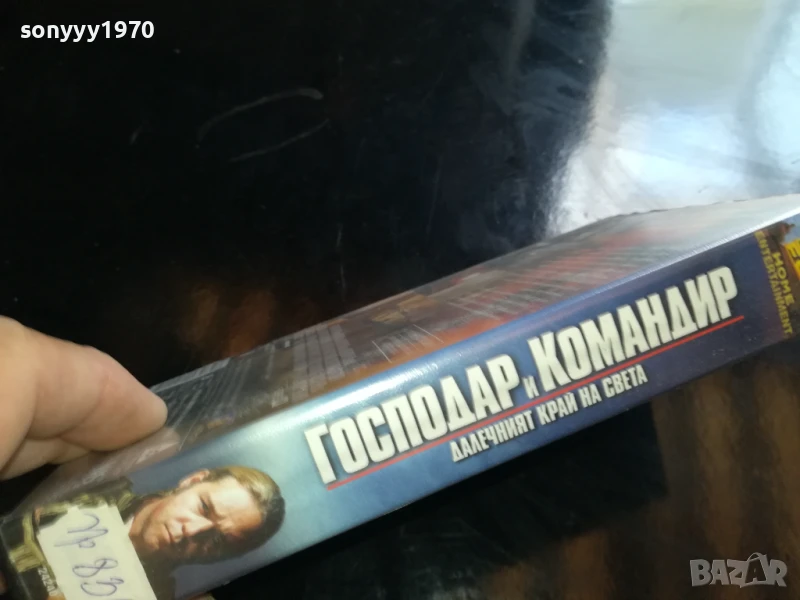 sonyyy1970
HOME
ENTERTAINMENT
ГОСПОДАР и КОМАНДИР
ДАЛЕЧНИЯТ КРАЙ НА СВЕТА
BAZAR